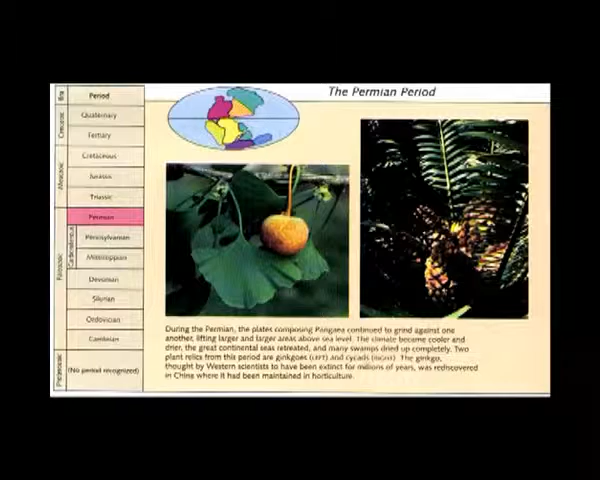 The Permian Period
Era
Period
Cenozoic
Quaternary
Tertiary
Mesozoic
Cretaceous
Jurassic
Triassic
Paleozoic
Permian
Carboniferous
Pennsylvanian
Mississippian
Devonian
Silurian
Ordovician
Cambrian
Proterozoic
(No period recognized)
During the Permian, the plates composing Pangaea continued to grind against one
another, lifting larger and larger areas above sea level. The climate became cooler and
drier, the great continental seas retreated, and many swamps dried up completely. Two
plant relics from this period are ginkgoes (LEFT) and cycads (RIGHT). The ginkgo,
thought by Western scientists to have been extinct for millions of years, was rediscovered
in China where it had been maintained in horticulture.